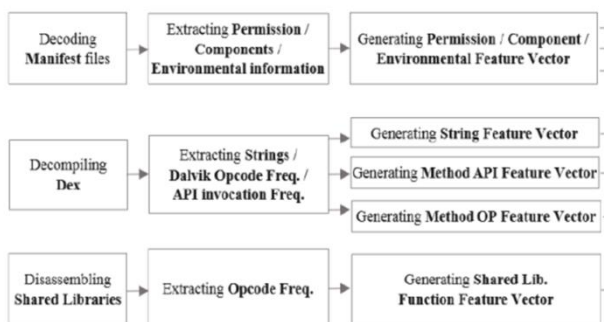 Decoding
Manifest files
Extracting Permission /
Components /
Environmental information
Generating Permission / Component /
Environmental Feature Vector
Decompiling
Dex
Extracting Strings /
Dalvik Opcode Freq. /
API invocation Freq.
Generating String Feature Vector
Generating Method API Feature Vector
Generating Method OP Feature Vector
Disassembling
Shared Libraries
Extracting Opcode Freq.
Generating Shared Lib.
Function Feature Vector